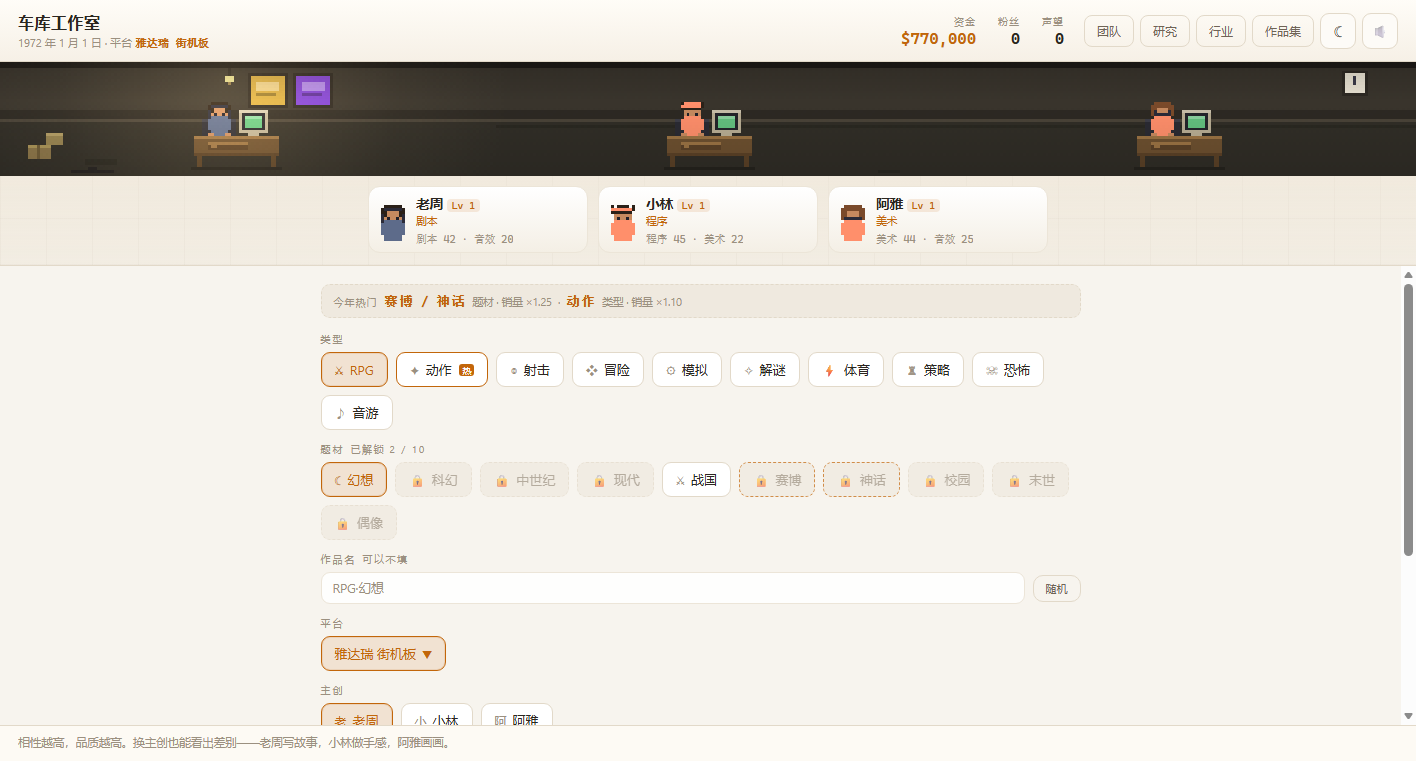 车库工作室
1972 年 1 月 1 日 · 平台 雅达瑞 街机板
资金 粉丝 声望
$770,000 0 0
团队 研究 行业 作品集
老周 Lv 1
剧本
剧本 42 · 音效 20
小林 Lv 1
程序
程序 45 · 美术 22
阿雅 Lv 1
美术
美术 44 · 音效 25
今年热门 赛博 / 神话 题材 · 销量 ×1.25 · 动作 类型 · 销量 ×1.10
类型
RPG 动作 热 射击 冒险 模拟 解谜 体育 策略 恐怖
音游
题材 已解锁 2 / 10
幻想 科幻 中世纪 现代 战国 赛博 神话 校园 末世
偶像
作品名 可以不填
RPG·幻想 随机
平台
雅达瑞 街机板 ▼
主创
老 老周 小 小林 阿 阿雅
相性越高，品质越高。换主创也能看出差别——老周写故事，小林做手感，阿雅画画。